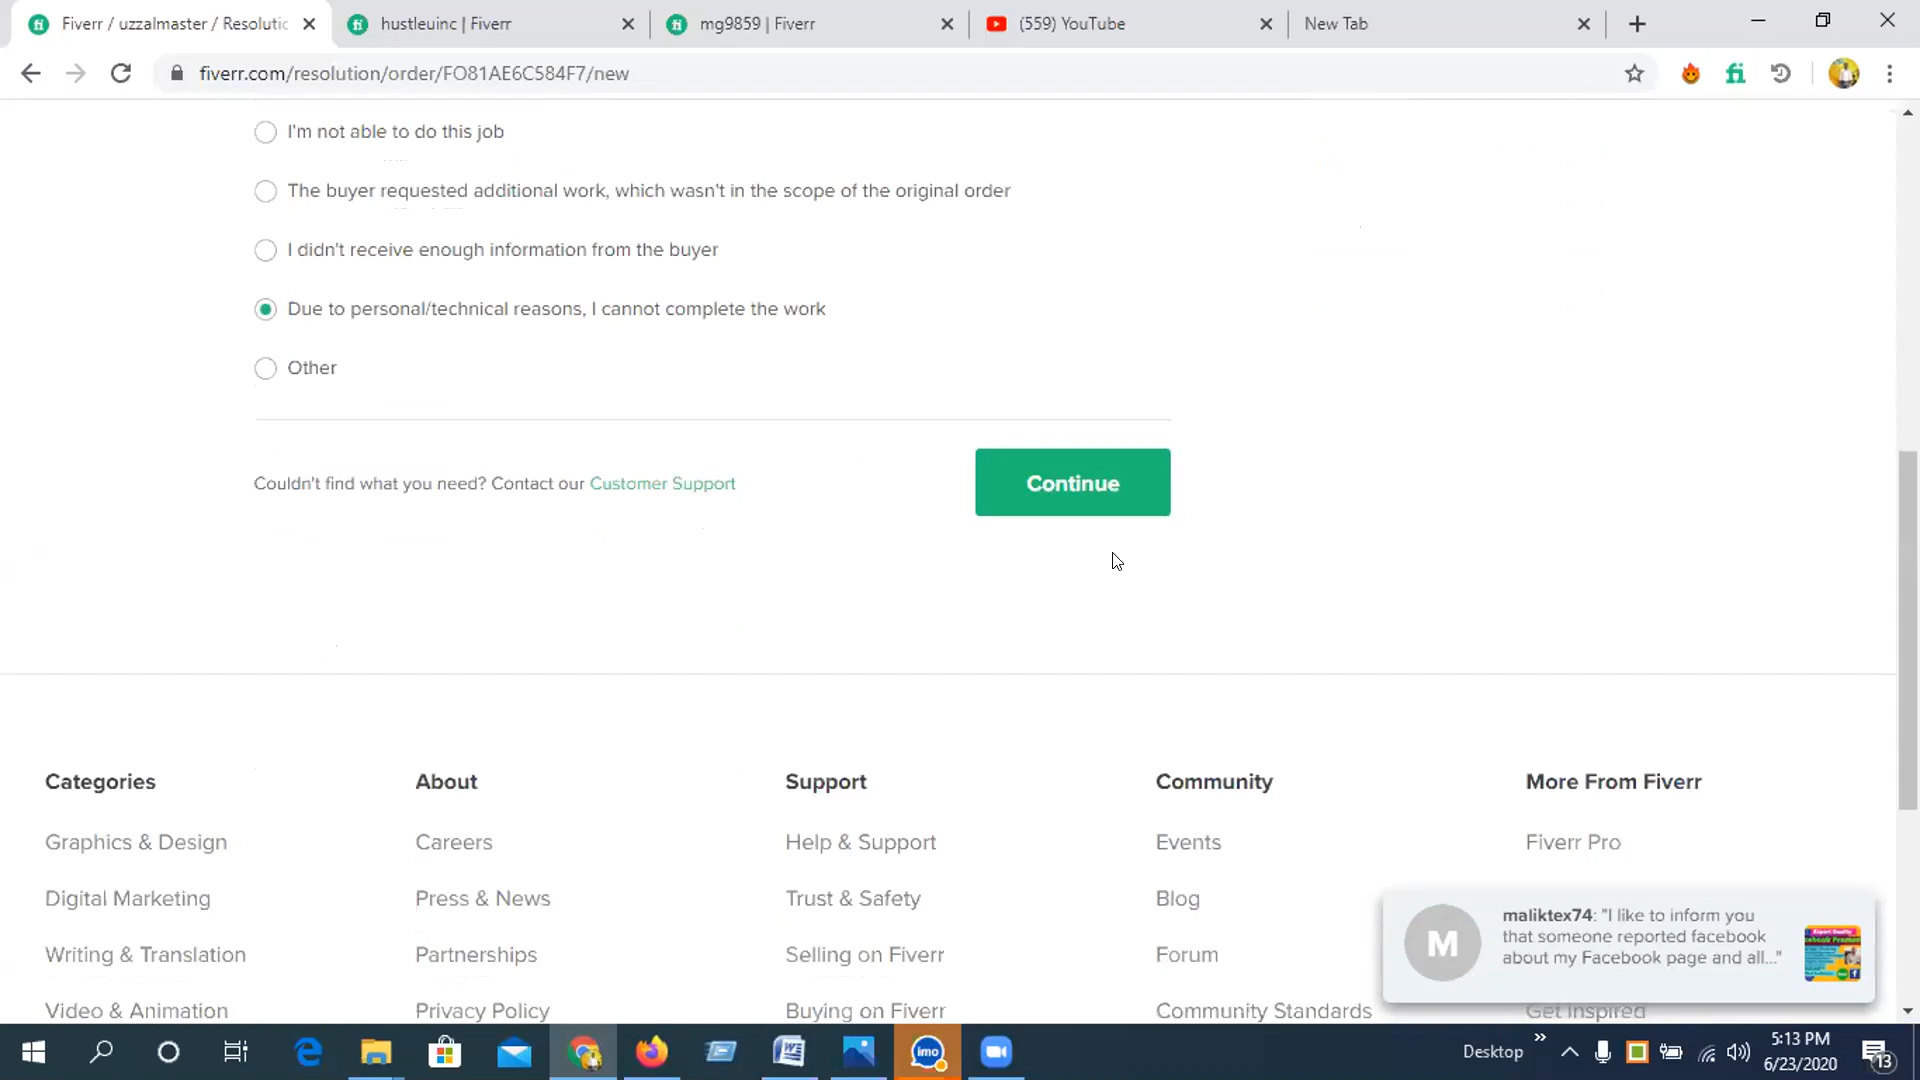 Fiverr / uzzalmaster / Resolutic
hustleuinc | Fiverr
mg9859 | Fiverr
(559) YouTube
New Tab
fiverr.com/resolution/order/FO81AE6C584F7/new
I'm not able to do this job
The buyer requested additional work, which wasn't in the scope of the original order
I didn't receive enough information from the buyer
Due to personal/technical reasons, I cannot complete the work
Other
Couldn't find what you need? Contact our Customer Support
Continue
Categories
Graphics & Design
Digital Marketing
Writing & Translation
Video & Animation
About
Careers
Press & News
Partnerships
Privacy Policy
Support
Help & Support
Trust & Safety
Selling on Fiverr
Buying on Fiverr
Community
Events
Blog
Forum
Community Standards
More From Fiverr
Fiverr Pro
Get Inspired
M
maliktex74: "I like to inform you
that someone reported facebook
about my Facebook page and all..."
imo
Desktop
5:13 PM
6/23/2020
13